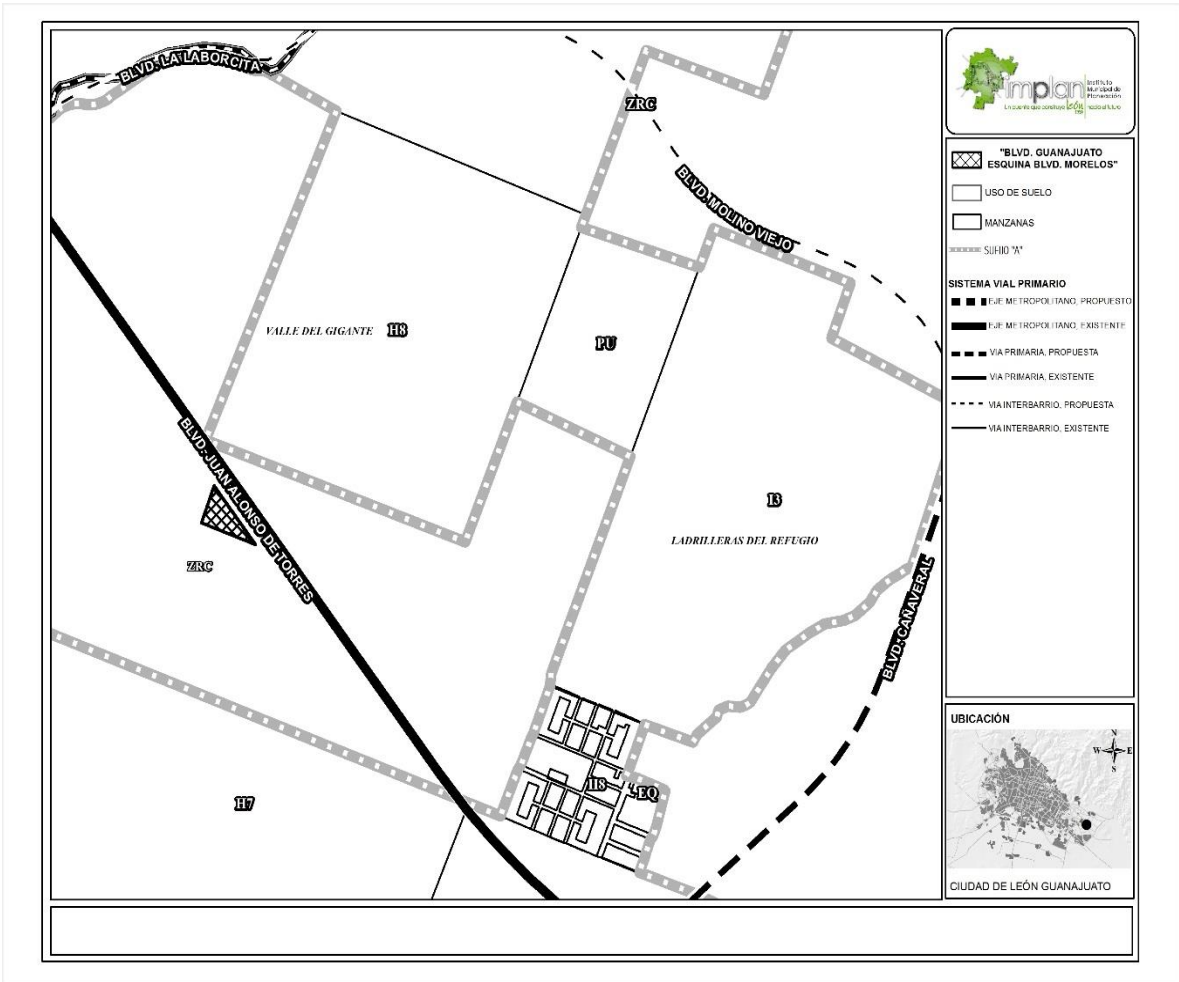 BLVD. LA LABORCITA
ZRC
BLVD. MOLINO VIEJO
VALLE DEL GIGANTE
H8
PU
BLVD. JUAN ALONSO DE TORRES
I3
LADRILLERAS DEL REFUGIO
ZRC
BLVD. CAÑAVERAL
H8
EQ
H7
implan
Instituto
Municipal de
Planeación
"BLVD. GUANAJUATO
ESQUINA BLVD. MORELOS"
USO DE SUELO
MANZANAS
"A"
SISTEMA VIAL PRIMARIO
EJE METROPOLITANO, PROPUESTO
EJE METROPOLITANO, EXISTENTE
VIA PRIMARIA, PROPUESTA
VIA PRIMARIA, EXISTENTE
VIA INTERBARRIO, PROPUESTA
VIA INTERBARRIO, EXISTENTE
UBICACIÓN
N
W E
S
CIUDAD DE LEÓN GUANAJUATO